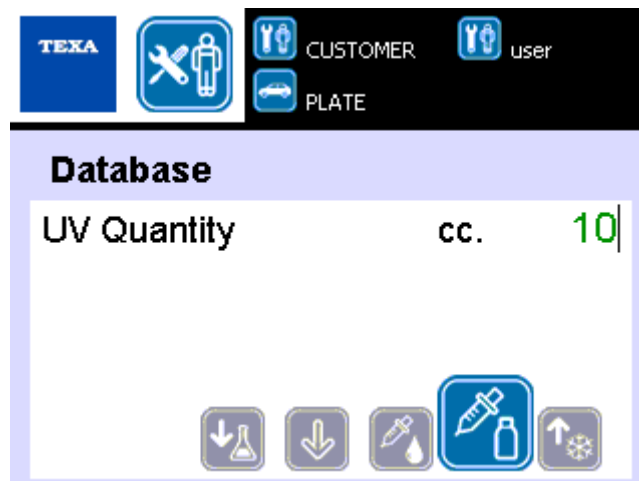 TEXA
CUSTOMER
user
PLATE
Database
UV Quantity cc. 10